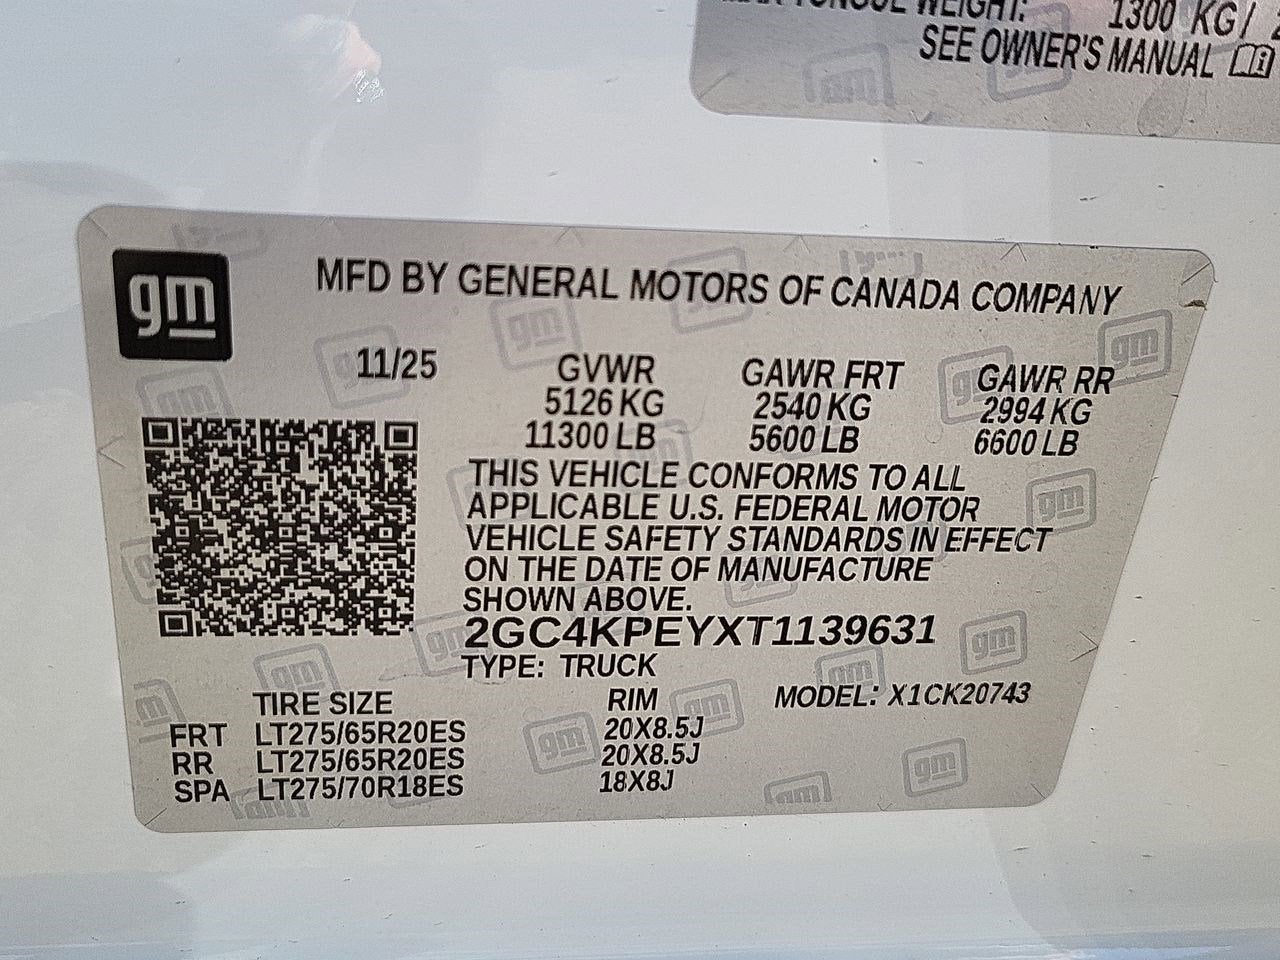 MAX TONGUE WEIGHT: 1300 KG/
SEE OWNER'S MANUAL
gm
MFD BY GENERAL MOTORS OF CANADA COMPANY
11/25 GVWR GAWR FRT GAWR RR
5126 KG 2540 KG 2994 KG
11300 LB 5600 LB 6600 LB
THIS VEHICLE CONFORMS TO ALL
APPLICABLE U.S. FEDERAL MOTOR
VEHICLE SAFETY STANDARDS IN EFFECT
ON THE DATE OF MANUFACTURE
SHOWN ABOVE.
2GC4KPEYXT1139631
TYPE: TRUCK
TIRE SIZE RIM MODEL: X1CK20743
FRT LT275/65R20ES 20X8.5J
RR LT275/65R20ES 20X8.5J
SPA LT275/70R18ES 18X8J